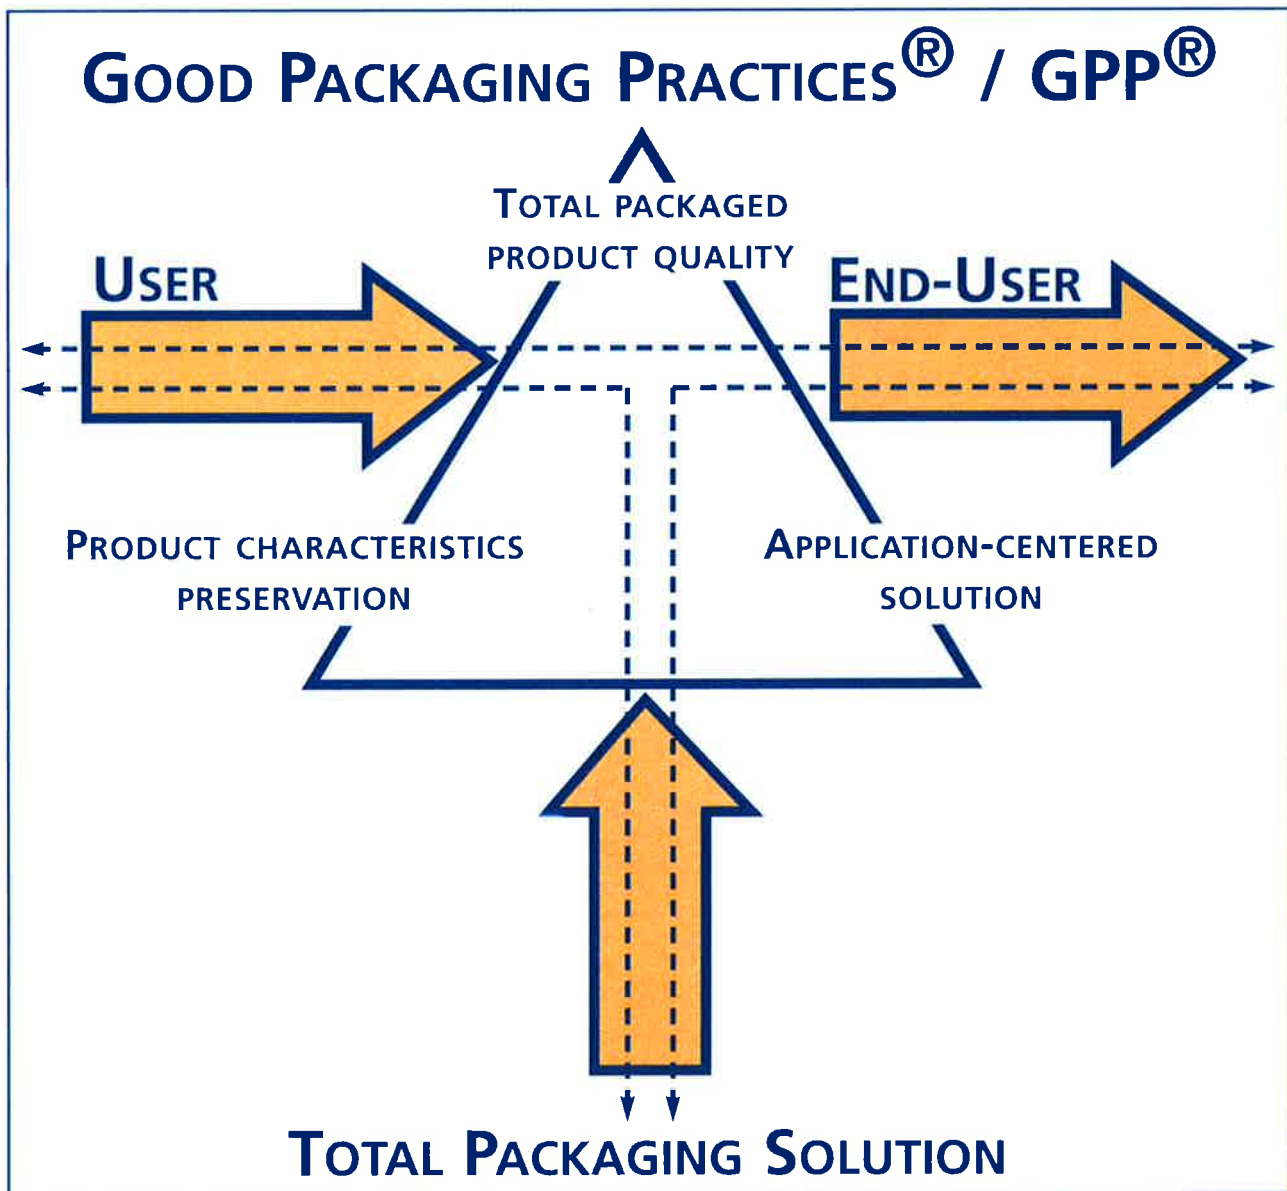 GOOD PACKAGING PRACTICES® / GPP®
TOTAL PACKAGED
PRODUCT QUALITY
USER
END-USER
PRODUCT CHARACTERISTICS
PRESERVATION
APPLICATION-CENTERED
SOLUTION
TOTAL PACKAGING SOLUTION